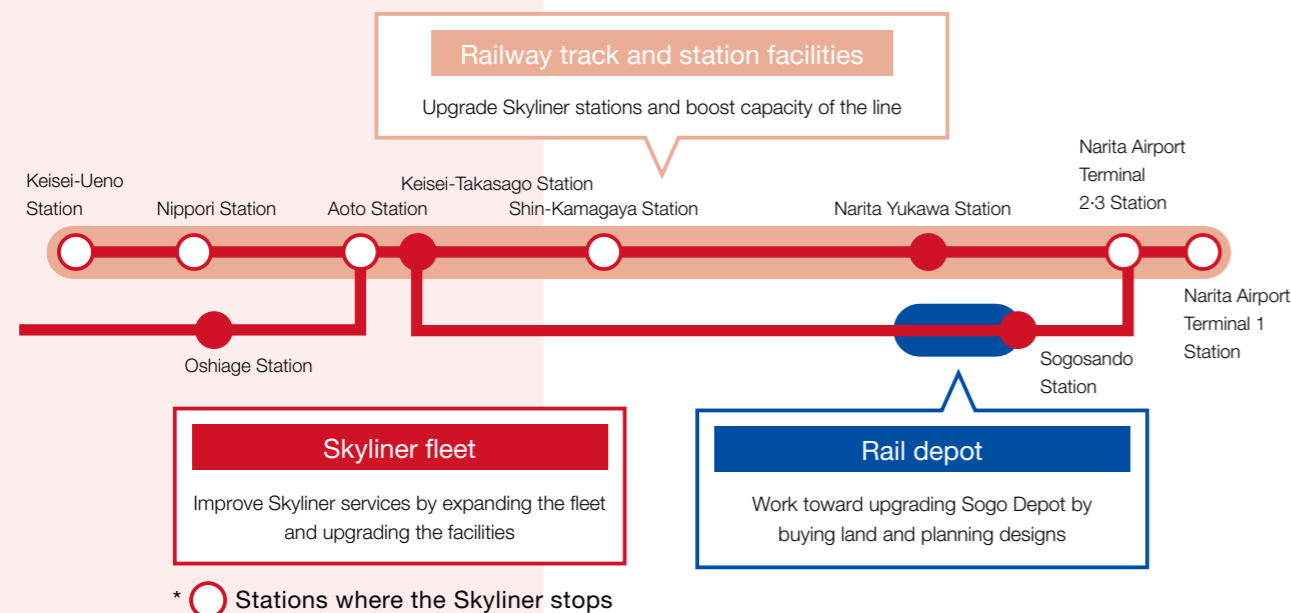 Railway track and station facilities
Upgrade Skyliner stations and boost capacity of the line
Keisei-Ueno
Station
Nippori Station
Aoto Station
Keisei-Takasago Station
Shin-Kamagaya Station
Narita Yukawa Station
Narita Airport
Terminal
2-3 Station
Narita Airport
Terminal 1
Station
Oshiage Station
Sogosando
Station
Skyliner fleet
Improve Skyliner services by expanding the fleet
and upgrading the facilities
Rail depot
Work toward upgrading Sogo Depot by
buying land and planning designs
* Stations where the Skyliner stops